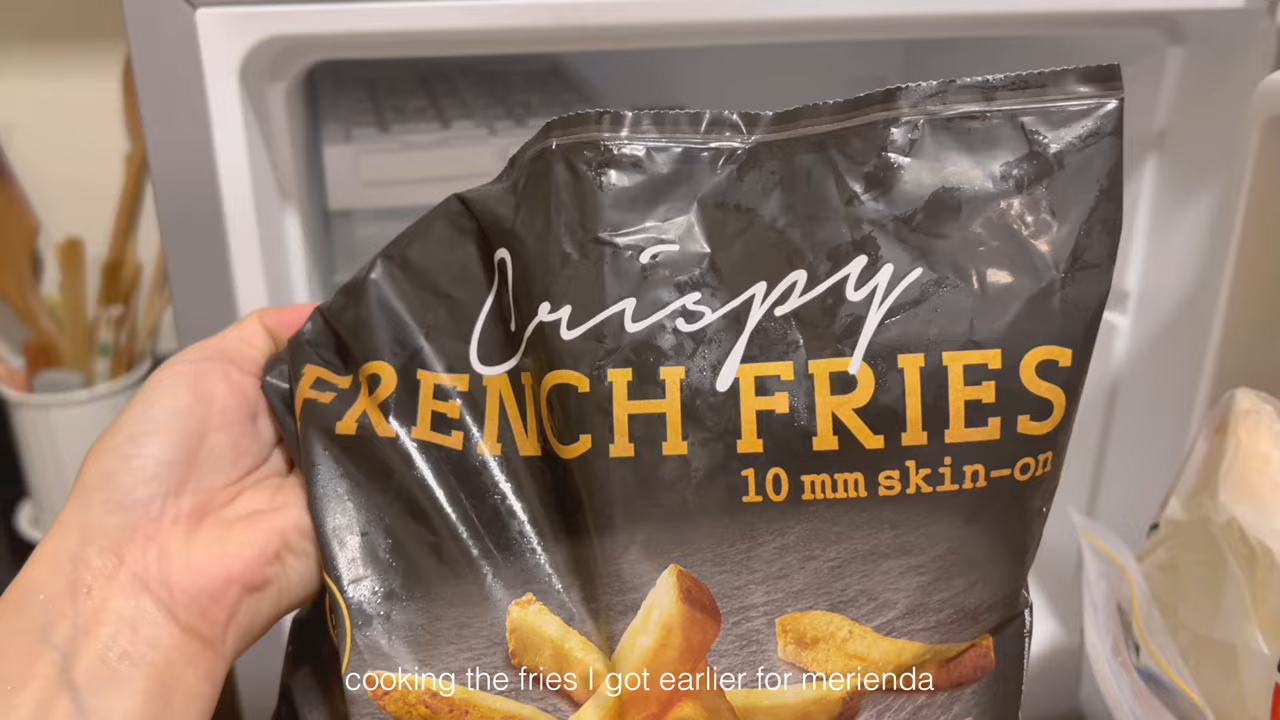 Crispy
FRENCH FRIES
10 mm skin-on
cooking the fries I got earlier for merienda